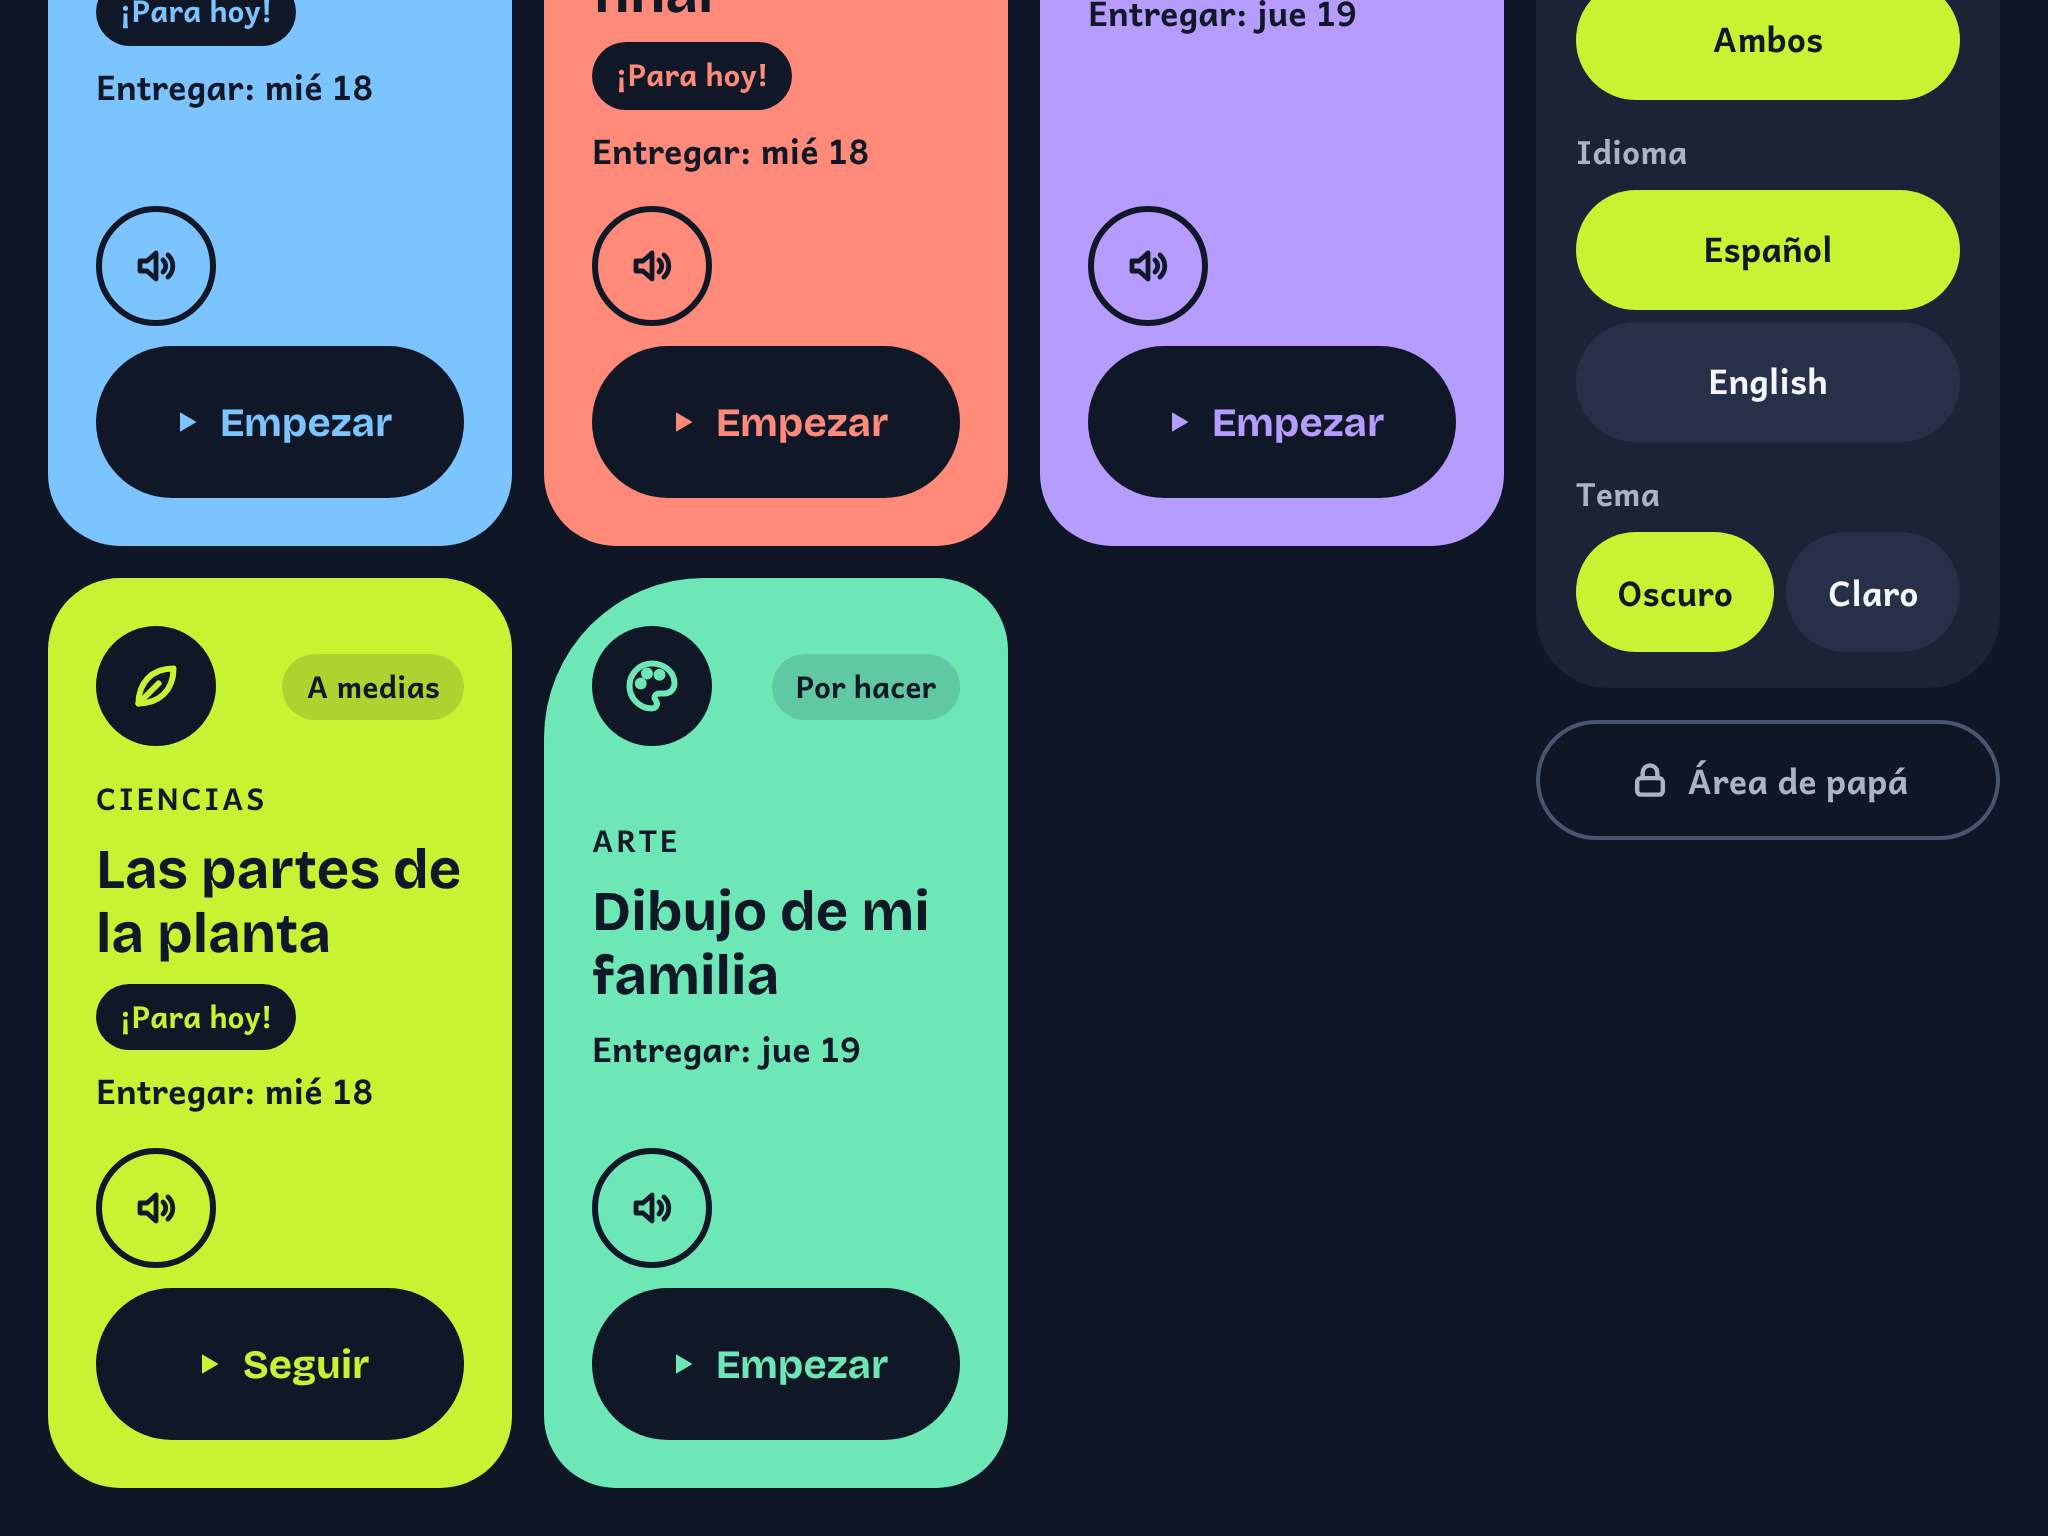 ¡Para hoy!
Entregar: mié 18
Empezar
final
¡Para hoy!
Entregar: mié 18
Empezar
Entregar: jue 19
Empezar
A medias
CIENCIAS
Las partes de
la planta
¡Para hoy!
Entregar: mié 18
Seguir
Por hacer
ARTE
Dibujo de mi
familia
Entregar: jue 19
Empezar
Ambos
Idioma
Español
English
Tema
Oscuro
Claro
Área de papá